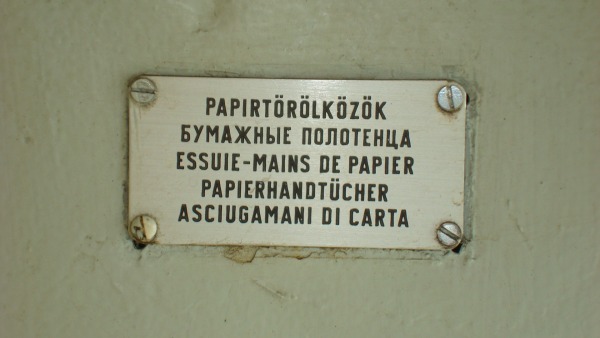 PAPIRTÖRÖLKÖZÖK
БУМАЖНЫЕ ПОЛОТЕНЦА
ESSUIE-MAINS DE PAPIER
PAPIERHANDTÜCHER
ASCIUGAMANI DI CARTA